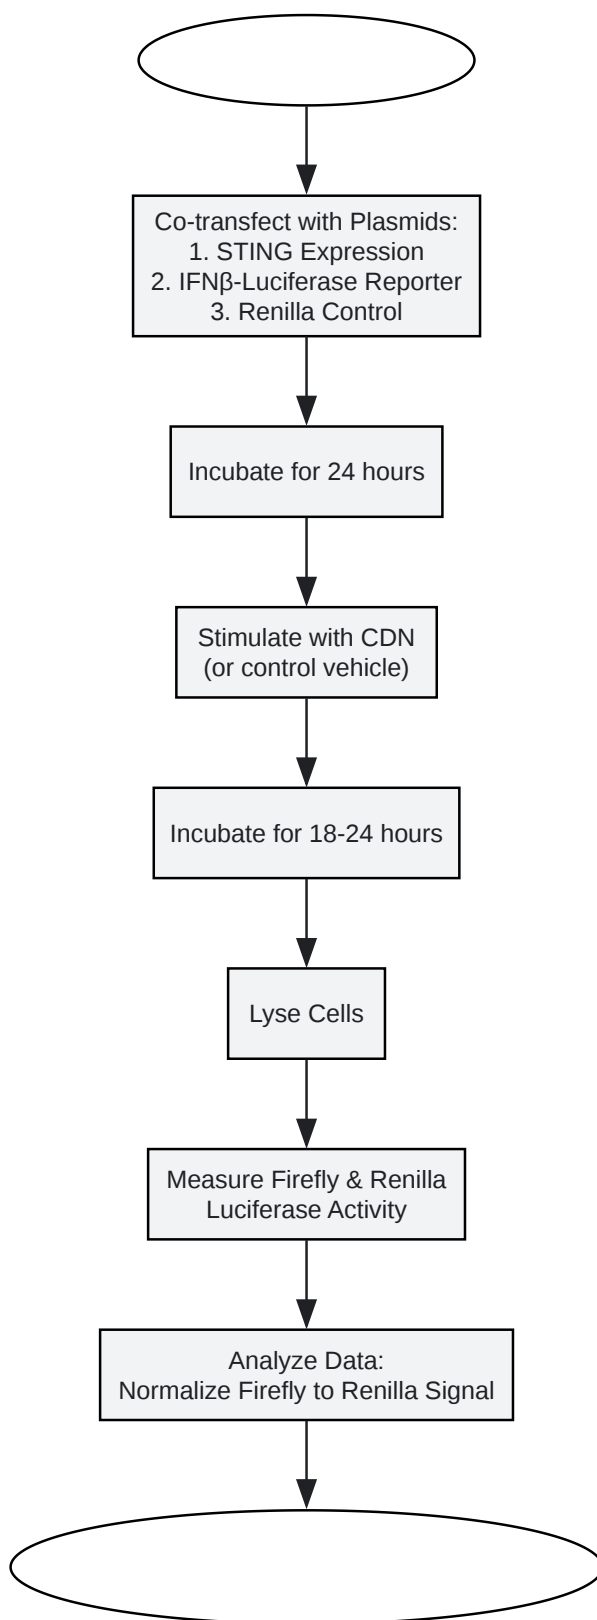 Co-transfect with Plasmids:
1. STING Expression
2. IFNβ-Luciferase Reporter
3. Renilla Control
Incubate for 24 hours
Stimulate with CDN
(or control vehicle)
Incubate for 18-24 hours
Lyse Cells
Measure Firefly & Renilla
Luciferase Activity
Analyze Data:
Normalize Firefly to Renilla Signal